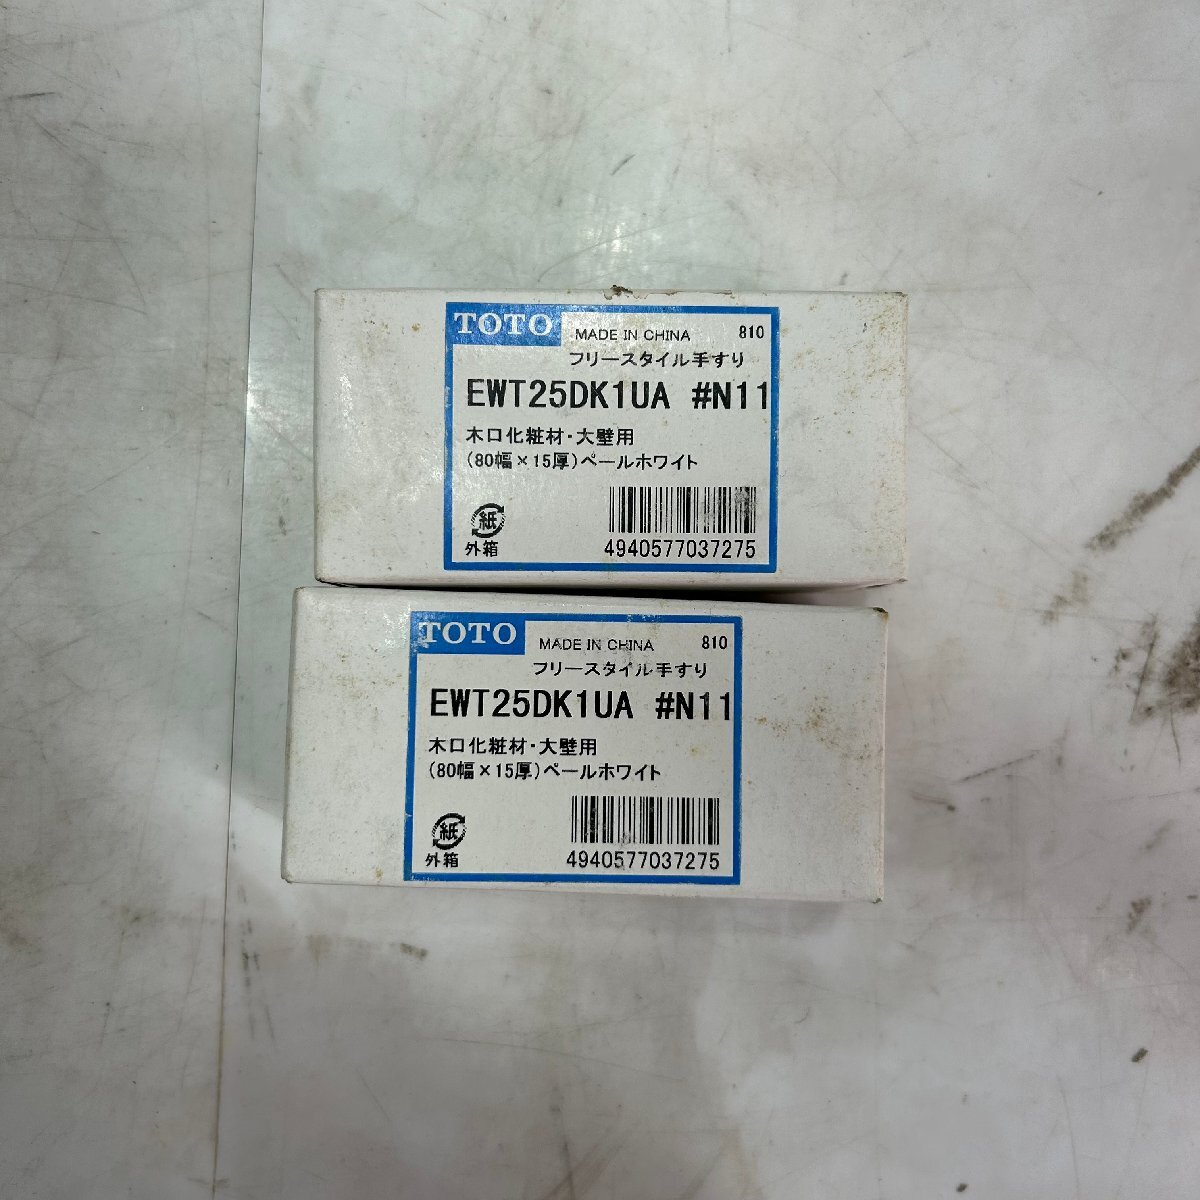 TOTO MADE IN CHINA 810
フリースタイル手すり
EWT25DK1UA #N11
木口化粧材・大壁用
(80幅×15厚)ペールホワイト
紙
外箱
4940577037275
TOTO MADE IN CHINA 810
フリースタイル手すり
EWT25DK1UA #N11
木口化粧材・大壁用
(80幅×15厚)ペールホワイト
紙
外箱
4940577037275